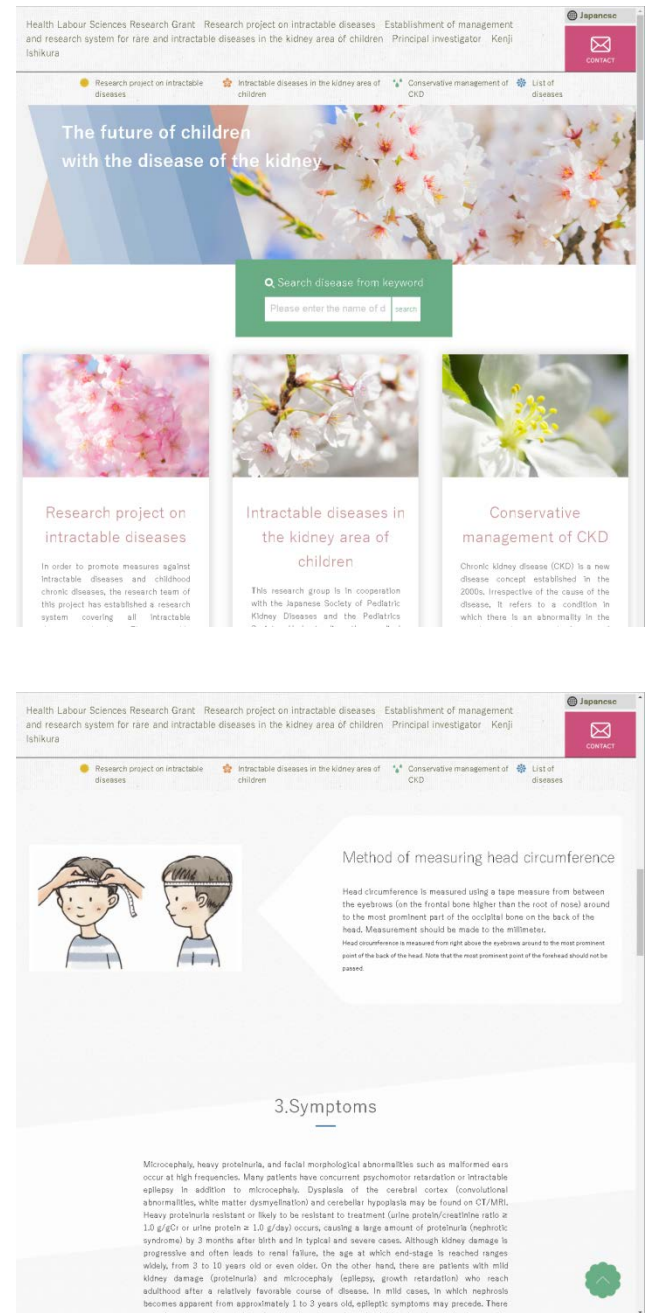 Japanese
Health Labour Sciences Research Grant Research project on intractable diseases Establishment of management
and research system for rare and intractable diseases in the kidney area of children Principal investigator Kenji
Ishikura
CONTACT
Research project on intractable
diseases
Intractable diseases in the kidney area of
children
Conservative management of
CKD
List of
diseases
The future of children
with the disease of the kidney
Search disease from keyword
Please enter the name of d
search
Research project on
intractable diseases
In order to promote measures against
intractable diseases and childhood
chronic diseases, the research team of
this project has established a research
system covering all intractable
Intractable diseases in
the kidney area of
children
This research group is in cooperation
with the Japanese Society of Pediatric
Kidney Diseases and the Pediatrics
Conservative
management of CKD
Chronic kidney disease (CKD) is a new
disease concept established in the
2000s. Irrespective of the cause of the
disease, it refers to a condition in
which there is an abnormality in the
Japanese
Health Labour Sciences Research Grant Research project on intractable diseases Establishment of management
and research system for rare and intractable diseases in the kidney area of children Principal investigator Kenji
Ishikura
CONTACT
Research project on intractable
diseases
Intractable diseases in the kidney area of
children
Conservative management of
CKD
List of
diseases
Method of measuring head circumference
Head circumference is measured using a tape measure from between
the eyebrows (on the frontal bone higher than the root of nose) around
to the most prominent part of the occipital bone on the back of the
head. Measurement should be made to the millimeter.
Head circumference is measured from right above the eyebrows around to the most prominent
point of the back of the head. Note that the most prominent point of the forehead should not be
passed.
3.Symptoms
Microcephaly, heavy proteinuria, and facial morphological abnormalities such as malformed ears
occur at high frequencies. Many patients have concurrent psychomotor retardation or intractable
epilepsy in addition to microcephaly. Dysplasia of the cerebral cortex (convolutional
abnormalities, white matter dysmyelination) and cerebellar hypoplasia may be found on CT/MRI.
Heavy proteinuria resistant or likely to be resistant to treatment (urine protein/creatinine ratio ≥
1.0 g/gCr or urine protein ≥ 1.0 g/day) occurs, causing a large amount of proteinuria (nephrotic
syndrome) by 3 months after birth and in typical and severe cases. Although kidney damage is
progressive and often leads to renal failure, the age at which end-stage is reached ranges
widely, from 3 to 10 years old or even older. On the other hand, there are patients with mild
kidney damage (proteinuria) and microcephaly (epilepsy, growth retardation) who reach
adulthood after a relatively favorable course of disease. In mild cases, in which nephrosis
becomes apparent from approximately 1 to 3 years old, epileptic symptoms may precede. There